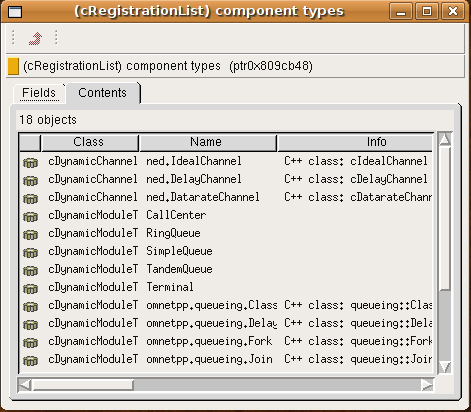 (cRegistrationList) component types
(cRegistrationList) component types (ptr0x809cb48)
Fields Contents
18 objects
Class Name Info
cDynamicChannel ned.IdealChannel C++ class: cIdealChannel
cDynamicChannel ned.DelayChannel C++ class: cDelayChannel
cDynamicChannel ned.DatarateChannel C++ class: cDatarateChann
cDynamicModuleT CallCenter
cDynamicModuleT RingQueue
cDynamicModuleT SimpleQueue
cDynamicModuleT TandemQueue
cDynamicModuleT Terminal
cDynamicModuleT omnetpp.queueing.Class C++ class: queueing::Clas
cDynamicModuleT omnetpp.queueing.Delay C++ class: queueing::Dela
cDynamicModuleT omnetpp.queueing.Fork C++ class: queueing::Fork
cDynamicModuleT omnetpp.queueing.Join C++ class: queueing::Join